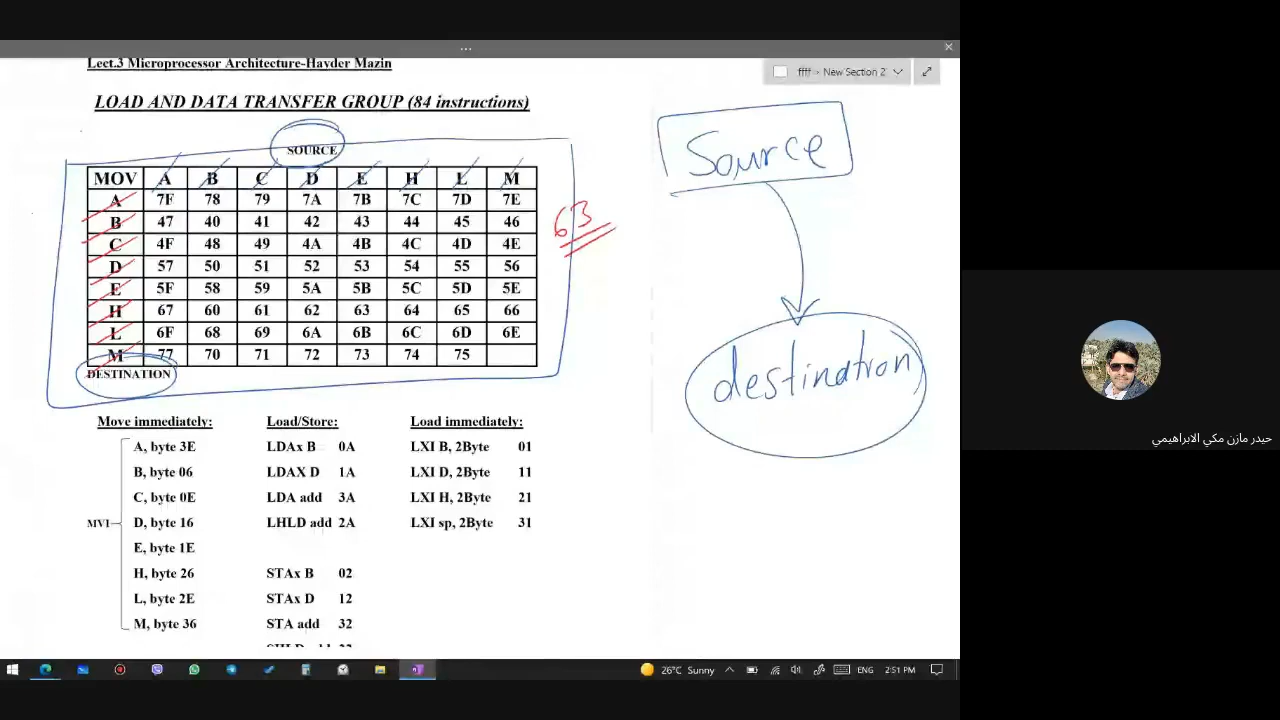 Lect.3 Microprocessor Architecture-Hayder Mazin
ffff - New Section 2
LOAD AND DATA TRANSFER GROUP (84 instructions)
SOURCE
MOV A B C D E H L M
A 7F 78 79 7A 7B 7C 7D 7E
B 47 40 41 42 43 44 45 46
C 4F 48 49 4A 4B 4C 4D 4E
D 57 50 51 52 53 54 55 56
E 5F 58 59 5A 5B 5C 5D 5E
H 67 60 61 62 63 64 65 66
L 6F 68 69 6A 6B 6C 6D 6E
M 77 70 71 72 73 74 75
DESTINATION
63
Source
destination
Move immediately:
MVI
A, byte 3E
B, byte 06
C, byte 0E
D, byte 16
E, byte 1E
H, byte 26
L, byte 2E
M, byte 36
Load/Store:
LDAx B 0A
LDAX D 1A
LDA add 3A
LHLD add 2A
STAx B 02
STAx D 12
STA add 32
Load immediately:
LXI B, 2Byte 01
LXI D, 2Byte 11
LXI H, 2Byte 21
LXI sp, 2Byte 31
حيدر مازن مكي الابراهيمي
26°C Sunny
ENG
2:51 PM